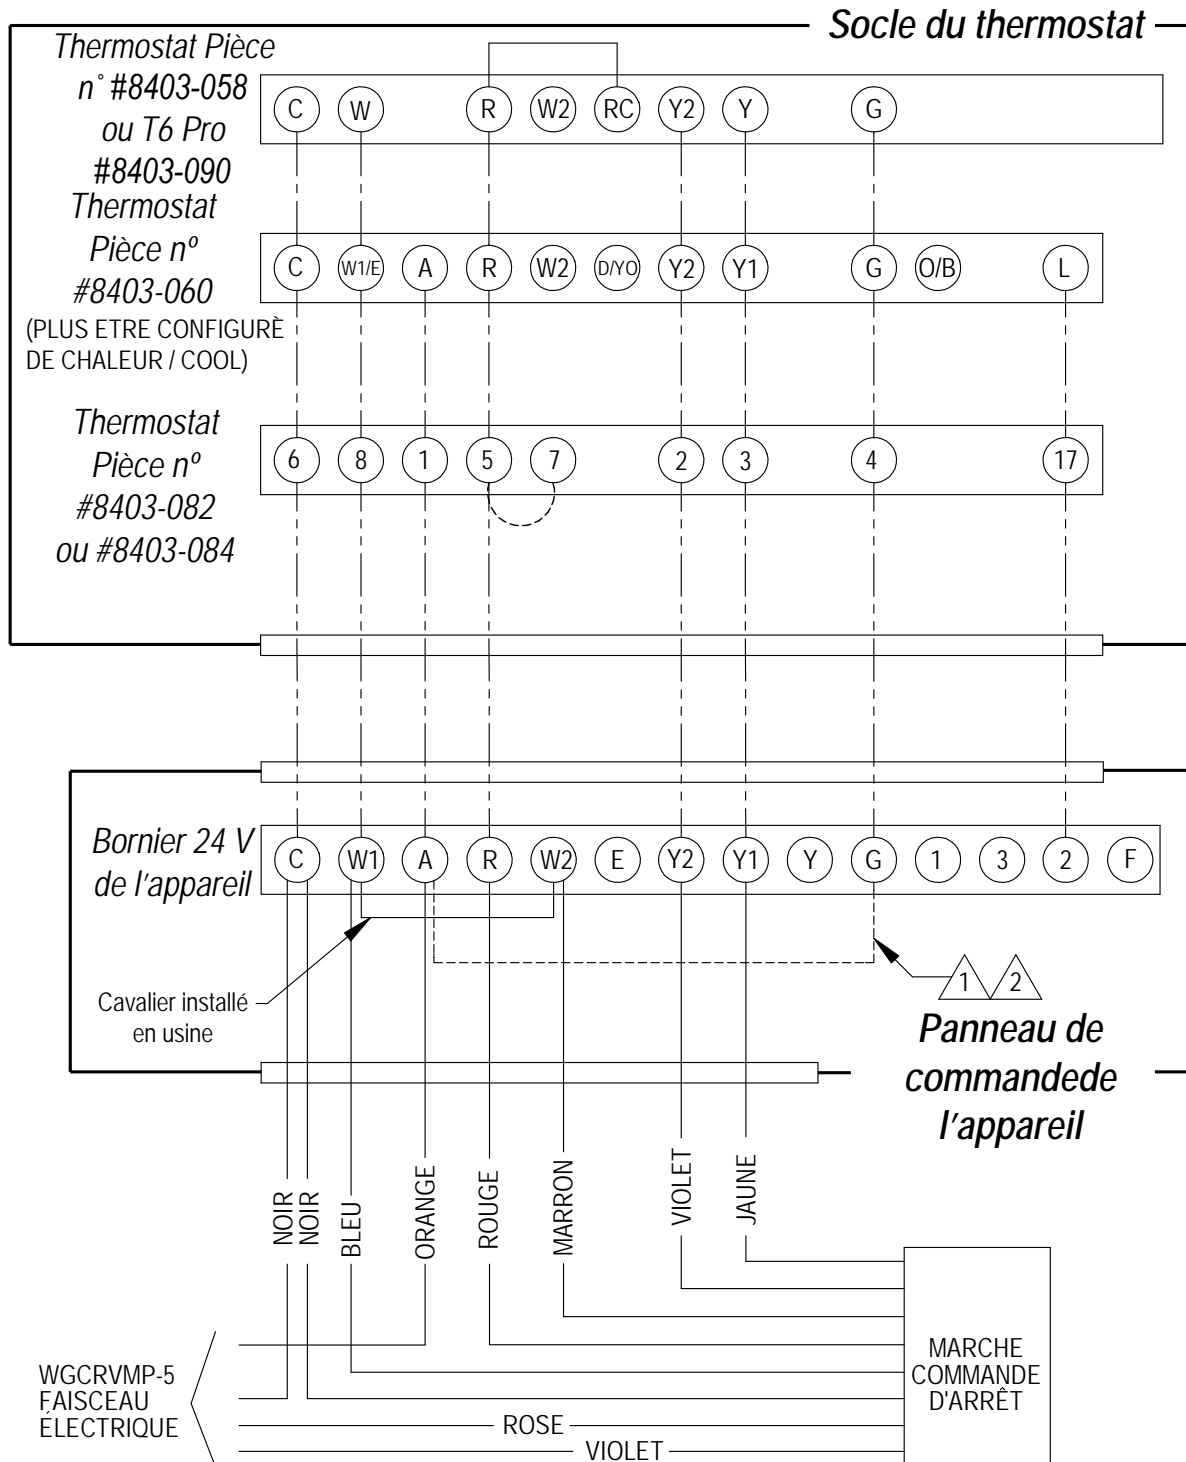 Socle du thermostat
Thermostat Pièce
n° #8403-058
ou T6 Pro
#8403-090
C W R W2 RC Y2 Y G
Thermostat
Pièce nº
#8403-060
(PLUS ETRE CONFIGURÈ
DE CHALEUR / COOL)
C W1/E A R W2 D/YO Y2 Y1 G O/B L
Thermostat
Pièce nº
#8403-082
ou #8403-084
6 8 1 5 7 2 3 4 17
Bornier 24 V
de l'appareil
C W1 A R W2 E Y2 Y1 Y G 1 3 2 F
Cavalier installé
en usine
1 2
Panneau de
commandede
l'appareil
NOIR
NOIR
BLEU
ORANGE
ROUGE
MARRON
VIOLET
JAUNE
WGCRVMP-5
FAISCEAU
ÉLECTRIQUE
MARCHE
COMMANDE
D'ARRÊT
ROSE
VIOLET